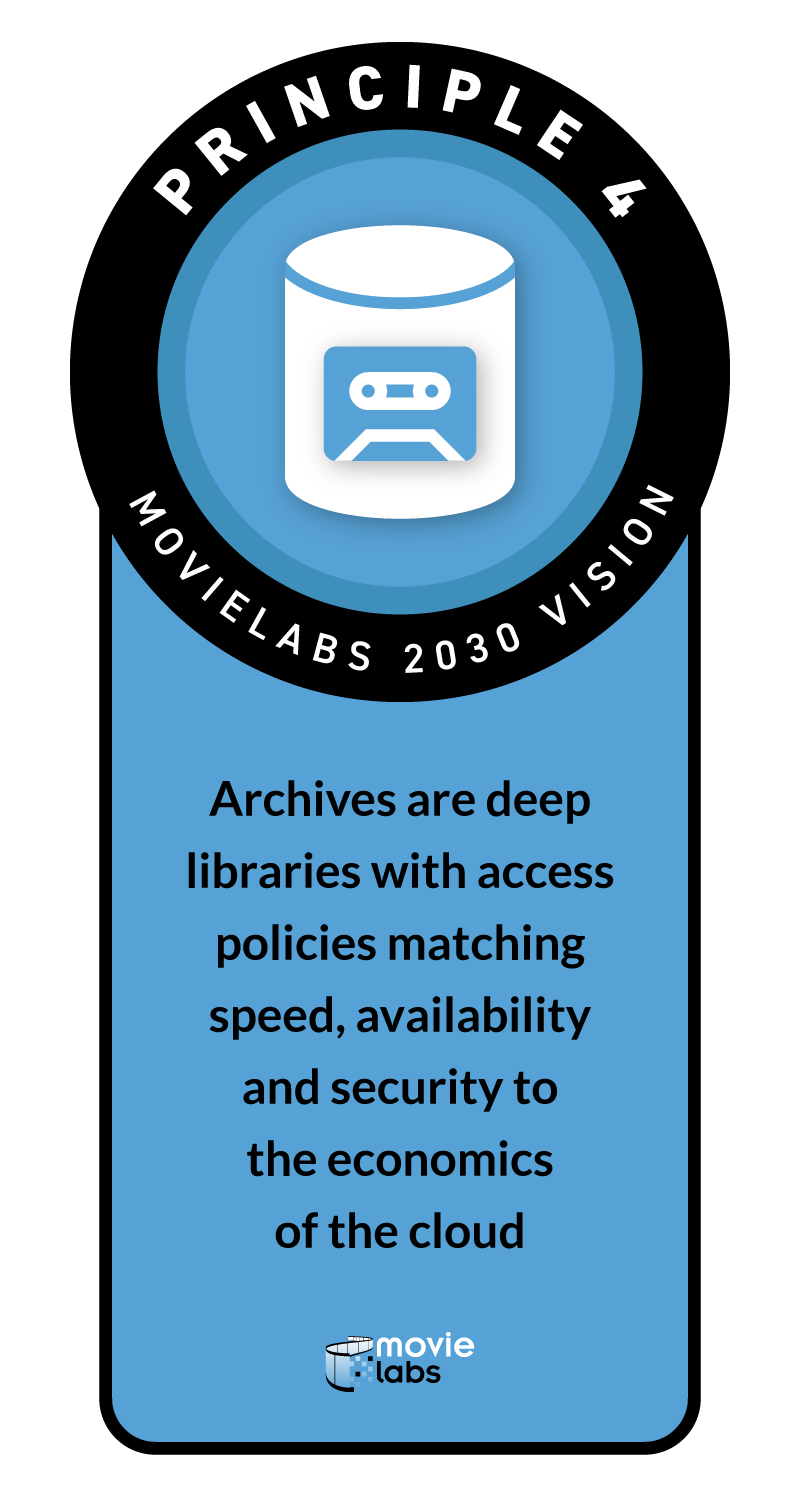 PRINCIPLE 4
MOVIELABS 2030 VISION
Archives are deep
libraries with access
policies matching
speed, availability
and security to
the economics
of the cloud
movie
labs